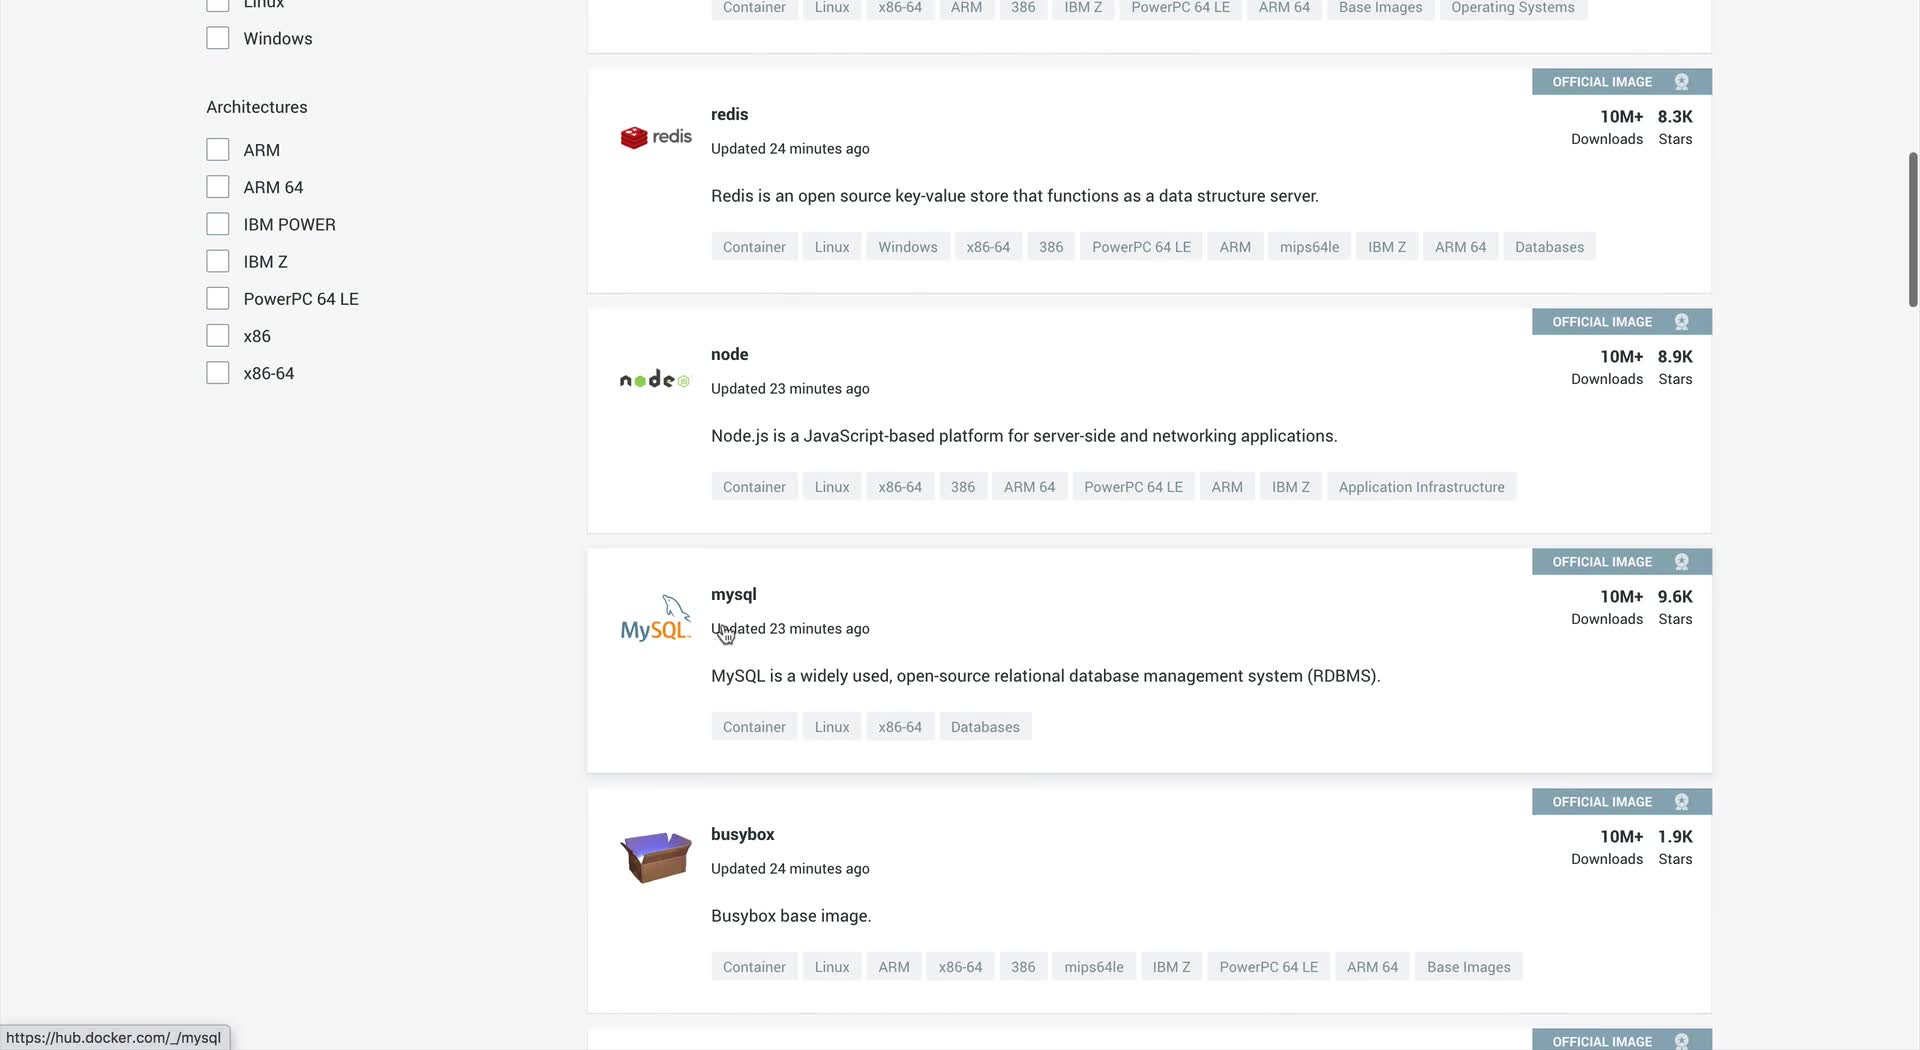 Linux
Windows
Architectures
ARM
ARM 64
IBM POWER
IBM Z
PowerPC 64 LE
x86
x86-64
Container Linux x86-64 ARM 386 IBM Z PowerPC 64 LE ARM 64 Base Images Operating Systems
OFFICIAL IMAGE
redis
redis
10M+ 8.3K
Downloads Stars
Updated 24 minutes ago
Redis is an open source key-value store that functions as a data structure server.
Container Linux Windows x86-64 386 PowerPC 64 LE ARM mips64le IBM Z ARM 64 Databases
OFFICIAL IMAGE
node
node
10M+ 8.9K
Downloads Stars
Updated 23 minutes ago
Node.js is a JavaScript-based platform for server-side and networking applications.
Container Linux x86-64 386 ARM 64 PowerPC 64 LE ARM IBM Z Application Infrastructure
OFFICIAL IMAGE
MySQL
mysql
10M+ 9.6K
Downloads Stars
Updated 23 minutes ago
MySQL is a widely used, open-source relational database management system (RDBMS).
Container Linux x86-64 Databases
OFFICIAL IMAGE
busybox
10M+ 1.9K
Downloads Stars
Updated 24 minutes ago
Busybox base image.
Container Linux ARM x86-64 386 mips64le IBM Z PowerPC 64 LE ARM 64 Base Images
OFFICIAL IMAGE
https://hub.docker.com/_/mysql